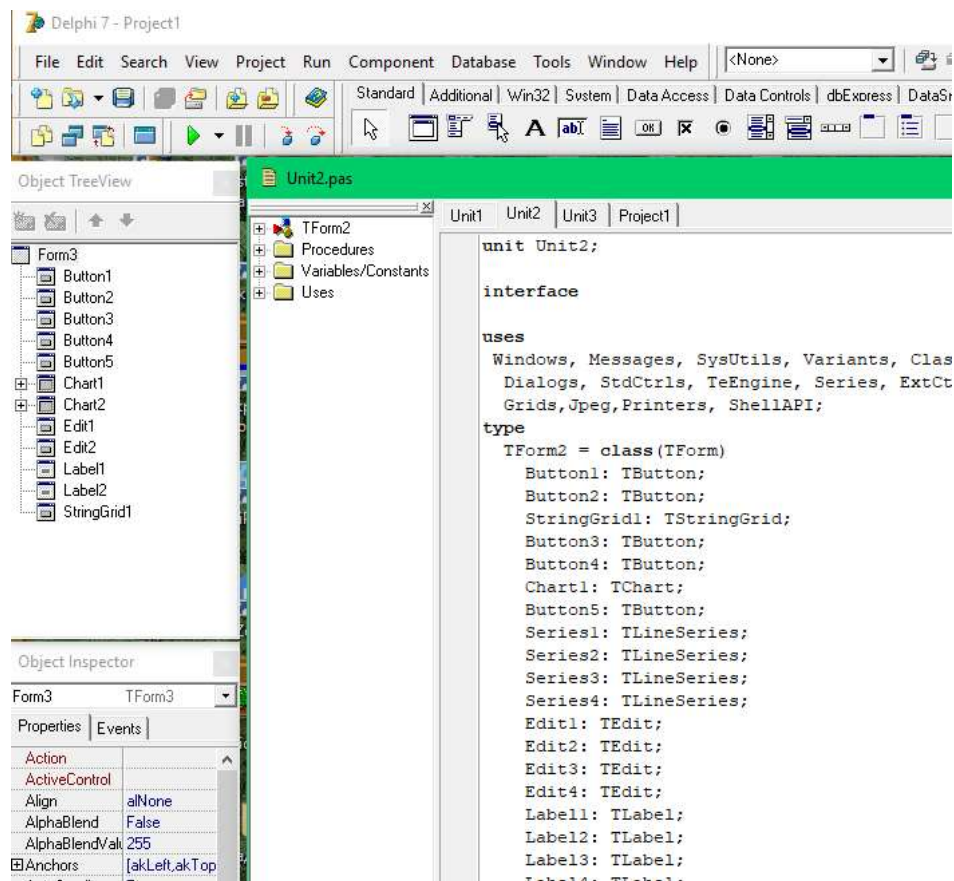 Delphi 7 - Project1
File Edit Search View Project Run Component Database Tools Window Help <None>
Standard Additional Win32 System Data Access Data Controls dbExpress DataSn
Object TreeView
Form3
Button1
Button2
Button3
Button4
Button5
Chart1
Chart2
Edit1
Edit2
Label1
Label2
StringGrid1
Object Inspector
Form3 TForm3
Properties Events
Action
ActiveControl
Align alNone
AlphaBlend False
AlphaBlendValu 255
Anchors [akLeft,akTop
Unit2.pas
TForm2
Procedures
Variables/Constants
Uses
Unit1 Unit2 Unit3 Project1
unit Unit2;
interface
uses
Windows, Messages, SysUtils, Variants, Clas
Dialogs, StdCtrls, TeEngine, Series, ExtCt
Grids,Jpeg,Printers, ShellAPI;
type
TForm2 = class(TForm)
Button1: TButton;
Button2: TButton;
StringGrid1: TStringGrid;
Button3: TButton;
Button4: TButton;
Chart1: TChart;
Button5: TButton;
Series1: TLineSeries;
Series2: TLineSeries;
Series3: TLineSeries;
Series4: TLineSeries;
Edit1: TEdit;
Edit2: TEdit;
Edit3: TEdit;
Edit4: TEdit;
Label1: TLabel;
Label2: TLabel;
Label3: TLabel;
Label4: TLabel;